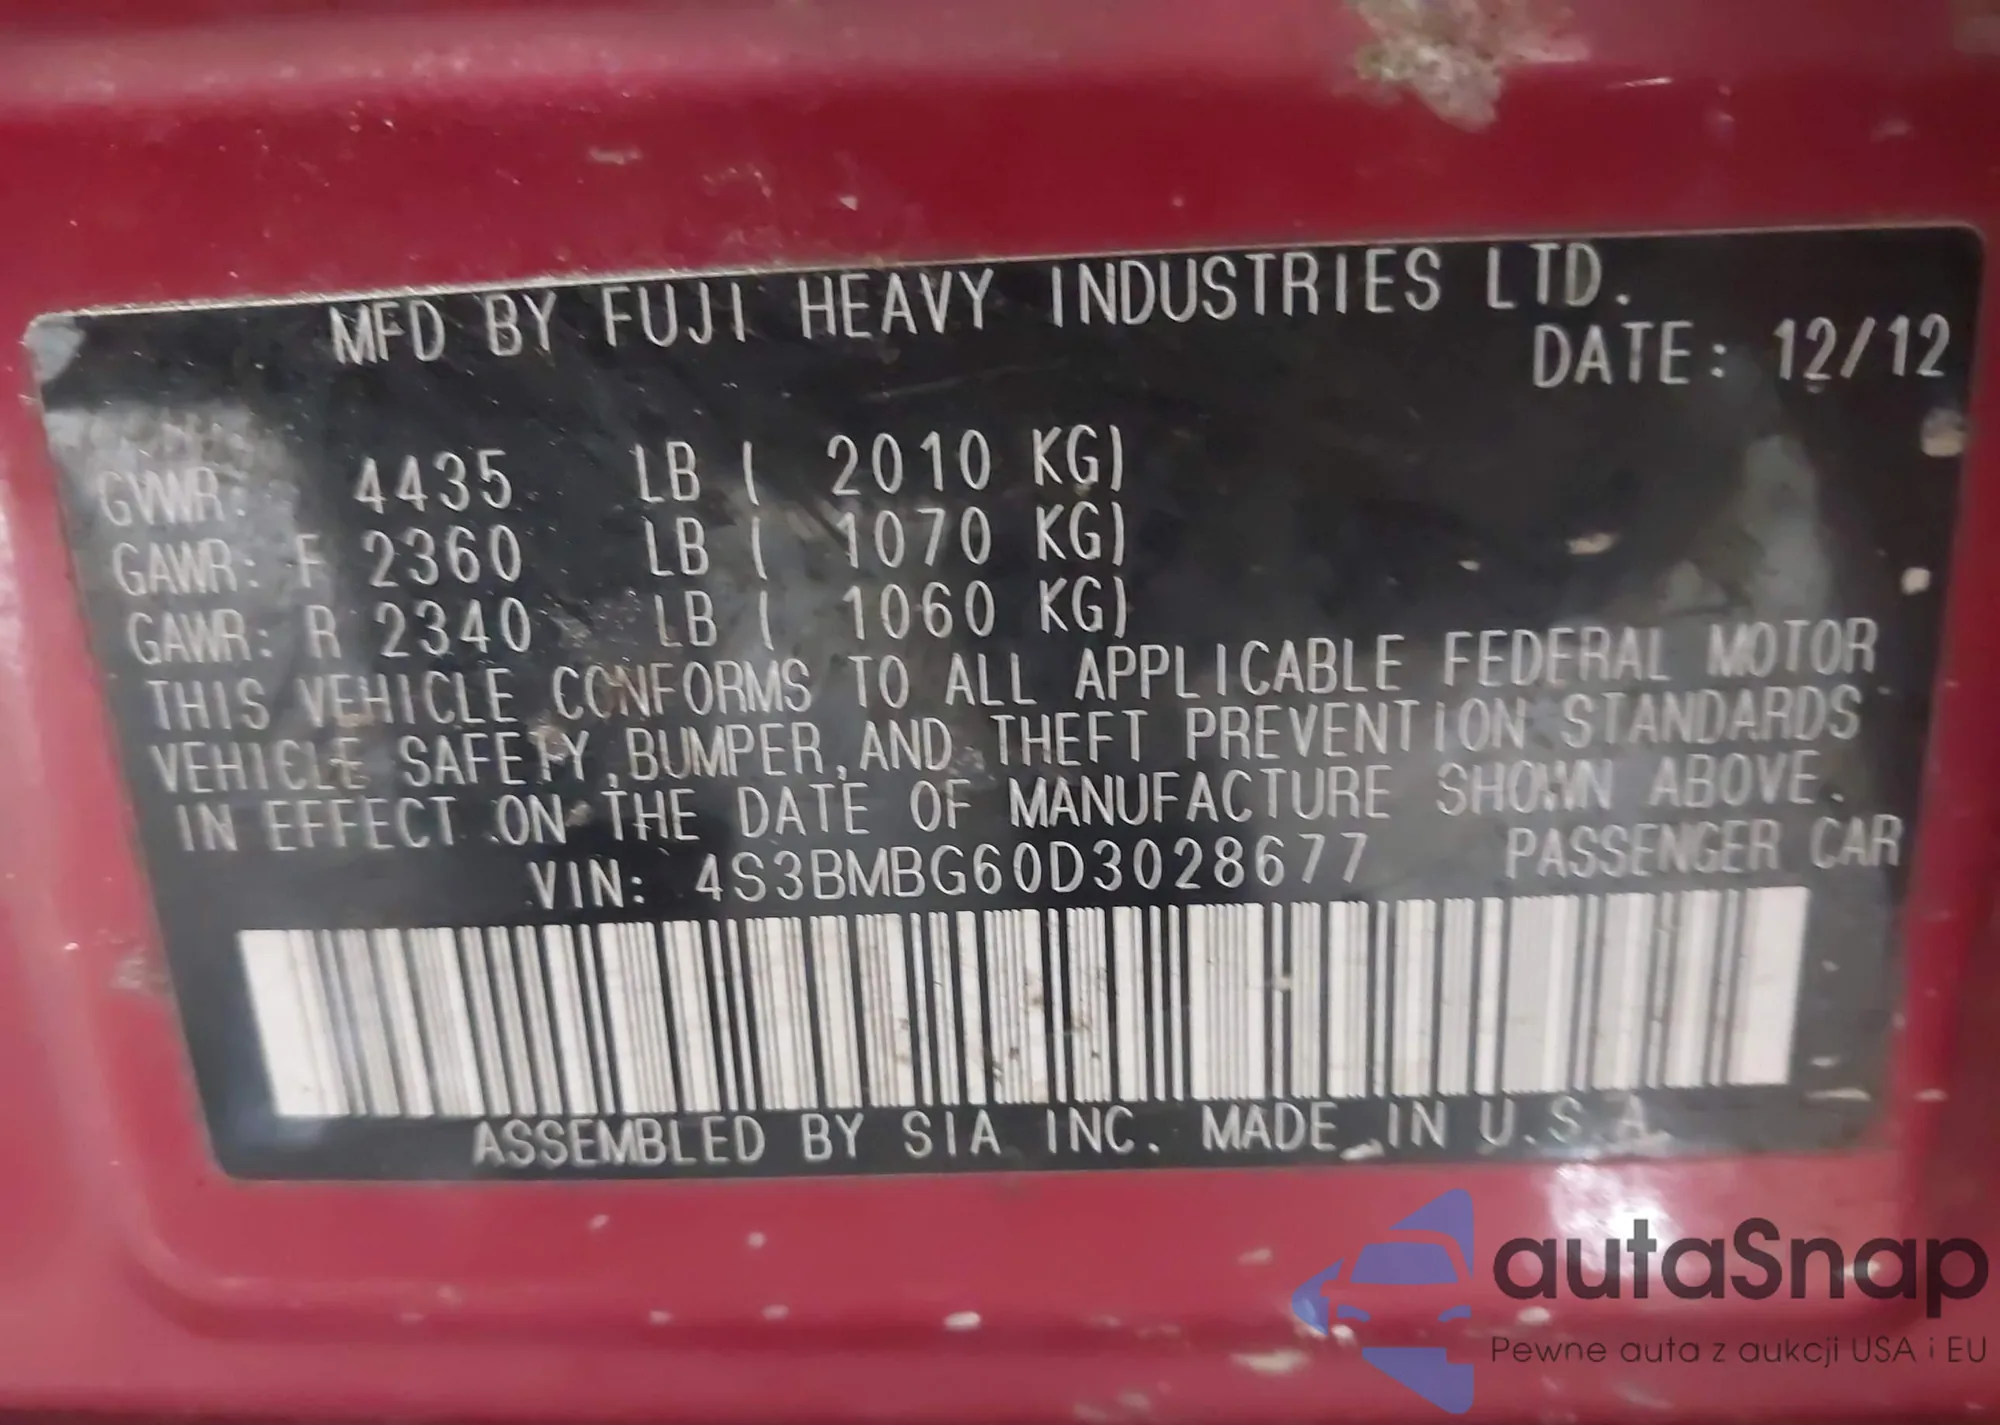 MFD BY FUJI HEAVY INDUSTRIES LTD.
DATE: 12/12
GVWR: 4435 LB ( 2010 KG)
GAWR: F 2360 LB ( 1070 KG)
GAWR: R 2340 LB ( 1060 KG)
THIS VEHICLE CONFORMS TO ALL APPLICABLE FEDERAL MOTOR
VEHICLE SAFETY, BUMPER, AND THEFT PREVENTION STANDARDS
IN EFFECT ON THE DATE OF MANUFACTURE SHOWN ABOVE.
VIN: 4S3BMBG60D3028677 PASSENGER CAR
ASSEMBLED BY SIA INC. MADE IN U.S.A.
autaSnap
Pewne auta z aukcji USA i EU